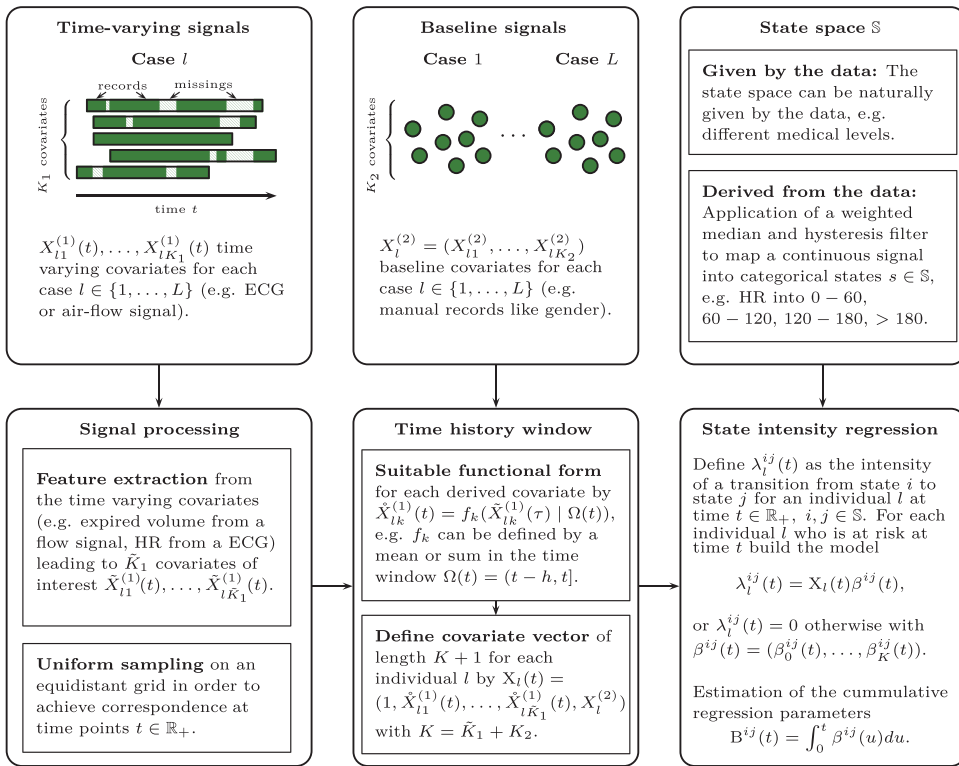 Time-varying signals
Case l
records
missings
K₁ covariates
time t
X_{l1}^{(1)}(t), . . . , X_{lK_1}^{(1)}(t) time
varying covariates for each
case l ∈ {1, . . . , L} (e.g. ECG
or air-flow signal).
Baseline signals
Case 1
Case L
K₂ covariates
. . .
X_l^{(2)} = (X_{l1}^{(2)}, . . . , X_{lK_2}^{(2)})
baseline covariates for each
case l ∈ {1, . . . , L} (e.g.
manual records like gender).
State space 𝕊
Given by the data: The
state space can be naturally
given by the data, e.g.
different medical levels.
Derived from the data:
Application of a weighted
median and hysteresis filter
to map a continuous signal
into categorical states s ∈ 𝕊,
e.g. HR into 0 − 60,
60 − 120, 120 − 180, > 180.
Signal processing
Feature extraction from
the time varying covariates
(e.g. expired volume from a
flow signal, HR from a ECG)
leading to K̃₁ covariates of
interest X̃_{l1}^{(1)}(t), . . . , X̃_{lK̃_1}^{(1)}(t).
Uniform sampling on an
equidistant grid in order to
achieve correspondence at
time points t ∈ ℝ₊.
Time history window
Suitable functional form
for each derived covariate by
X̊_{lk}^{(1)}(t) = f_k(X̃_{lk}^{(1)}(τ) | Ω(t)),
e.g. f_k can be defined by a
mean or sum in the time
window Ω(t) = (t − h, t].
Define covariate vector of
length K + 1 for each
individual l by X_l(t) =
(1, X̊_{l1}^{(1)}(t), . . . , X̊_{lK̃_1}^{(1)}(t), X_l^{(2)})
with K = K̃₁ + K₂.
State intensity regression
Define λ_l^{ij}(t) as the intensity
of a transition from state i to
state j for an individual l at
time t ∈ ℝ₊, i, j ∈ 𝕊. For each
individual l who is at risk at
time t build the model
λ_l^{ij}(t) = X_l(t)β^{ij}(t),
or λ_l^{ij}(t) = 0 otherwise with
β^{ij}(t) = (β_0^{ij}(t), . . . , β_K^{ij}(t)).
Estimation of the cummulative
regression parameters
B^{ij}(t) = ∫_0^t β^{ij}(u)du.